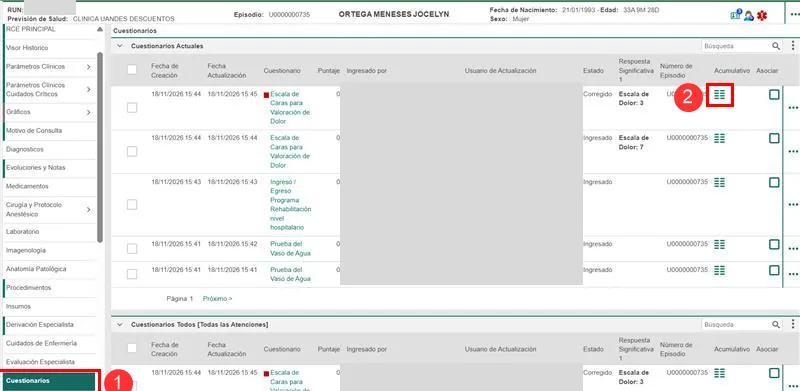 RUN:
Previsión de Salud: CLINICA UANDES DESCUENTOS
Episodio: U0000000735
ORTEGA MENESES JOCELYN
Fecha de Nacimiento: 21/01/1993 - Edad: 33A 9M 28D
Sexo: Mujer
RCE PRINCIPAL
Visor Historico
Parámetros Clínicos
Parámetros Clínicos Cuidados Críticos
Gráficos
Motivo de Consulta
Diagnosticos
Evoluciones y Notas
Medicamentos
Cirugía y Protocolo Anestésico
Laboratorio
Imagenología
Anatomía Patológica
Procedimientos
Insumos
Derivación Especialista
Cuidados de Enfermería
Evaluación Especialista
Cuestionarios
1
Cuestionarios
Cuestionarios Actuales
Búsqueda
Fecha de Creación
Fecha Actualización
Cuestionario
Puntaje
Ingresado por
Usuario de Actualización
Estado
Respuesta Significativa 1
Número de Episodio
Acumulativo
Asociar
18/11/2026 15:44 18/11/2026 15:45 Escala de Caras para Valoración de Dolor 0 Corregido Escala de Dolor: 3
2
18/11/2026 15:44 18/11/2026 15:44 Escala de Caras para Valoración de Dolor 0 Ingresado Escala de Dolor: 7 U0000000735
18/11/2026 15:43 18/11/2026 15:43 Ingreso / Egreso Programa Rehabilitación nivel hospitalario 0 Ingresado U0000000735
18/11/2026 15:41 18/11/2026 15:42 Prueba del Vaso de Agua 0 Ingresado U0000000735
18/11/2026 15:41 18/11/2026 15:41 Prueba del Vaso de Agua 0 Ingresado U0000000735
Página 1 Próximo >
Cuestionarios Todos [Todas las Atenciones]
Búsqueda
Fecha de Creación
Fecha Actualización
Cuestionario
Puntaje
Ingresado por
Usuario de Actualización
Estado
Respuesta Significativa 1
Número de Episodio
Acumulativo
Asociar
18/11/2026 15:44 18/11/2026 15:45 Escala de Caras para 0 Corregido Escala de Dolor: 3 U0000000735